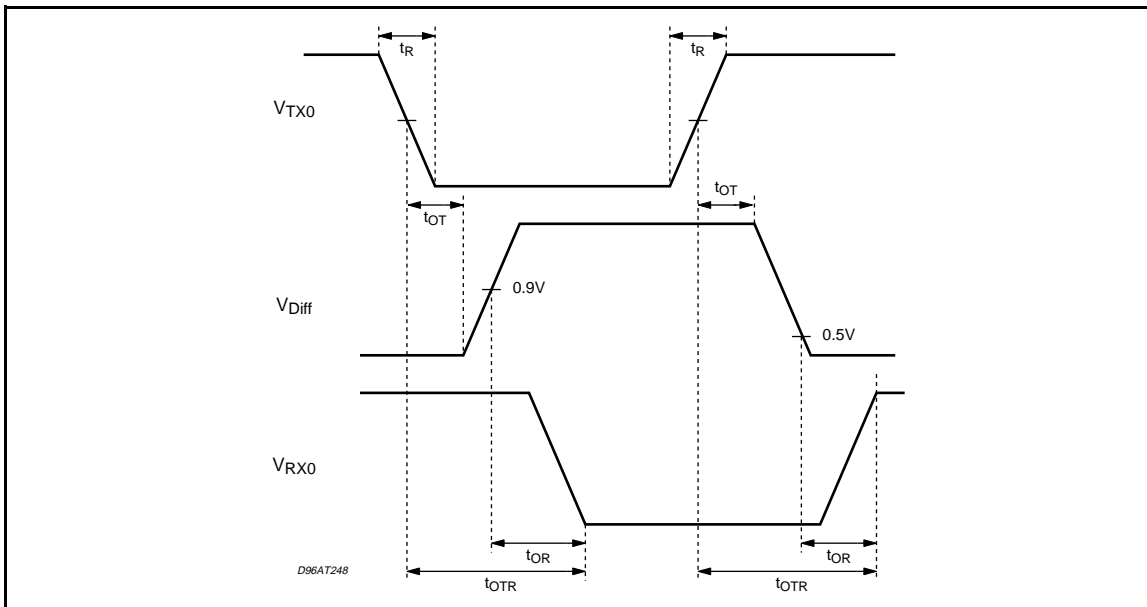 tR tR
VTX0
tOT tOT
VDiff
0.9V
0.5V
VRX0
tOR tOR
D96AT248
tOTR tOTR